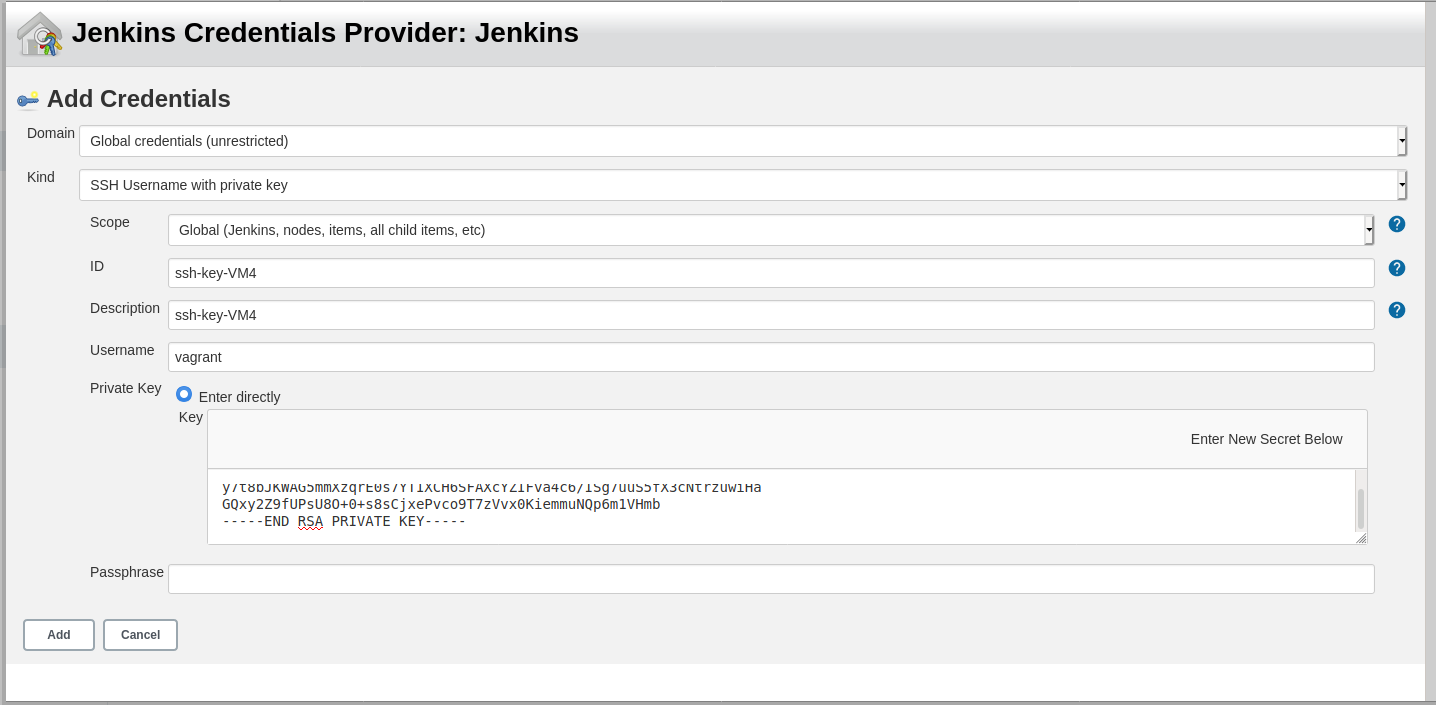 Jenkins Credentials Provider: Jenkins
Add Credentials
Domain
Global credentials (unrestricted)
Kind
SSH Username with private key
Scope
Global (Jenkins, nodes, items, all child items, etc)
?
ID
ssh-key-VM4
?
Description
ssh-key-VM4
?
Username
vagrant
Private Key
Enter directly
Key
Enter New Secret Below
GQxy2Z9fUPsU8O+0+s8sCjxePvco9T7zVvx0KiemmuNQp6m1VHmb
-----END RSA PRIVATE KEY-----
Passphrase
Add
Cancel